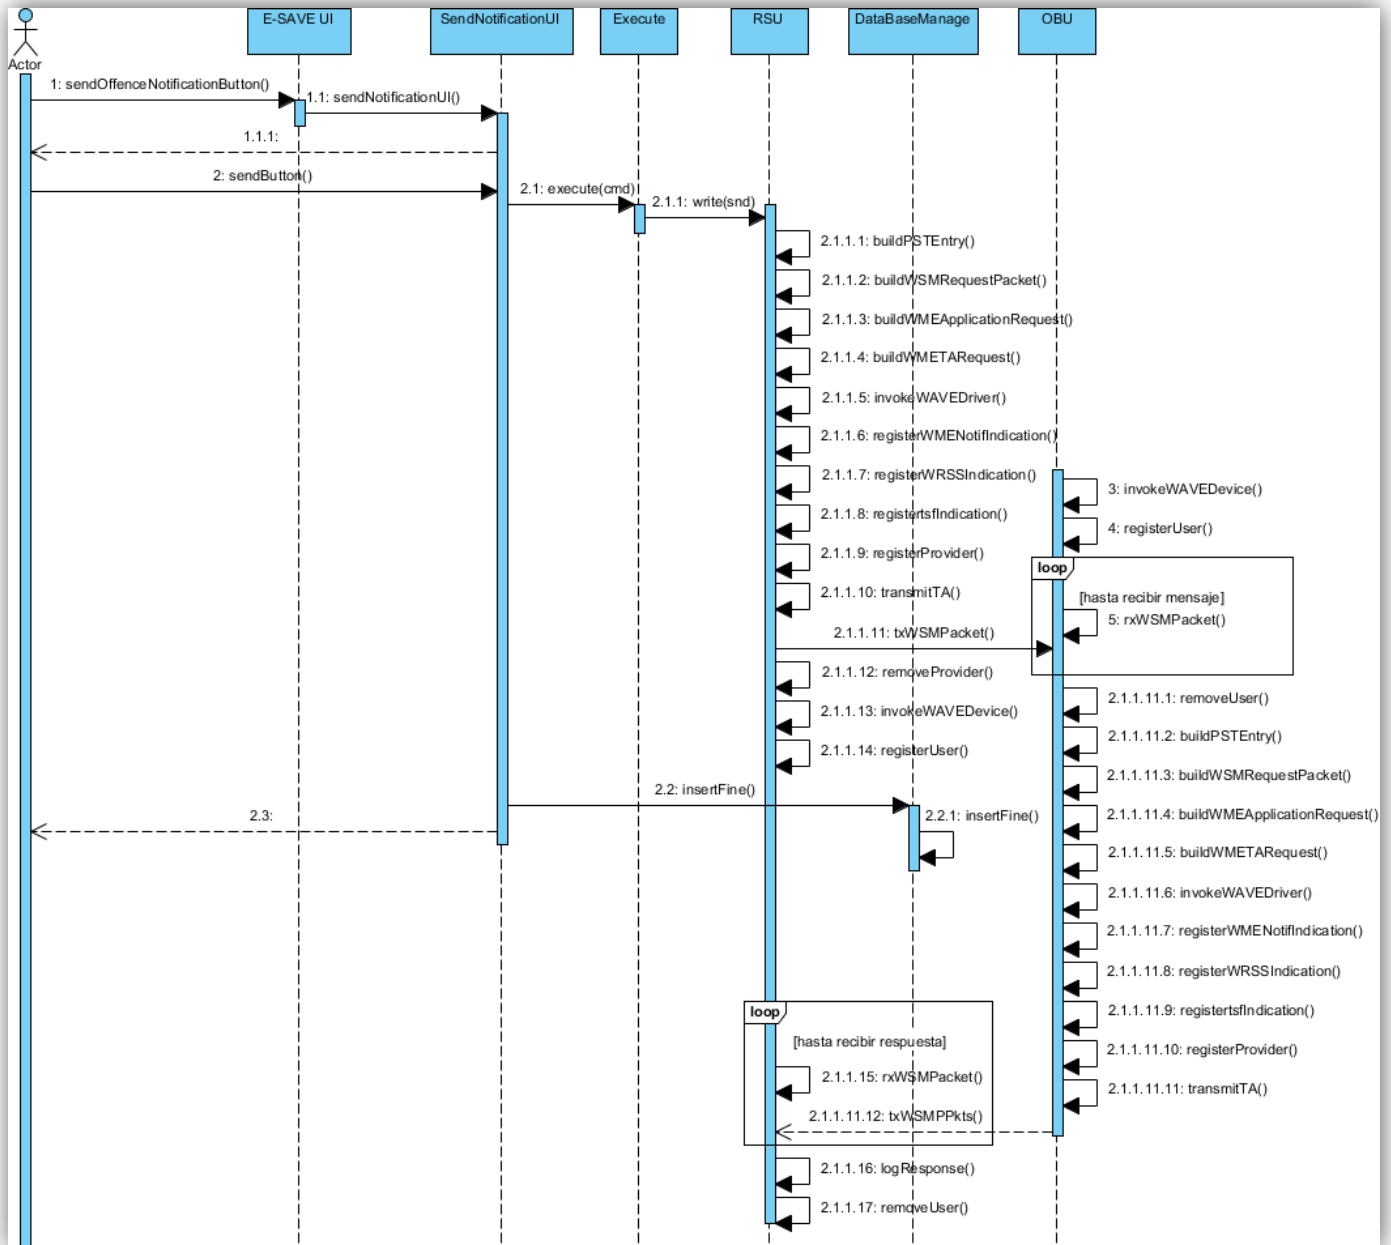 E-SAVE UI
SendNotificationUI
Execute
RSU
DataBaseManage
OBU
Actor
1: sendOffenceNotificationButton()
1.1: sendNotificationUI()
1.1.1:
2: sendButton()
2.1: execute(cmd)
2.1.1: write(snd)
2.1.1.1: buildPSTEntry()
2.1.1.2: buildWSMRequestPacket()
2.1.1.3: buildWMEApplicationRequest()
2.1.1.4: buildWMETARequest()
2.1.1.5: invokeWAVEDriver()
2.1.1.6: registerWMENotifIndication()
2.1.1.7: registerWRSSIndication()
3: invokeWAVEDevice()
2.1.1.8: registertsfIndication()
4: registerUser()
2.1.1.9: registerProvider()
loop
2.1.1.10: transmitTA()
[hasta recibir mensaje]
5: rxWSMPacket()
2.1.1.11: txWSMPacket()
2.1.1.12: removeProvider()
2.1.1.11.1: removeUser()
2.1.1.13: invokeWAVEDevice()
2.1.1.11.2: buildPSTEntry()
2.1.1.14: registerUser()
2.1.1.11.3: buildWSMRequestPacket()
2.2: insertFine()
2.3:
2.2.1: insertFine()
2.1.1.11.4: buildWMEApplicationRequest()
2.1.1.11.5: buildWMETARequest()
2.1.1.11.6: invokeWAVEDriver()
2.1.1.11.7: registerWMENotifIndication()
2.1.1.11.8: registerWRSSIndication()
2.1.1.11.9: registertsfIndication()
loop
[hasta recibir respuesta]
2.1.1.11.10: registerProvider()
2.1.1.15: rxWSMPacket()
2.1.1.11.11: transmitTA()
2.1.1.11.12: txWSMPPkts()
2.1.1.16: logResponse()
2.1.1.17: removeUser()